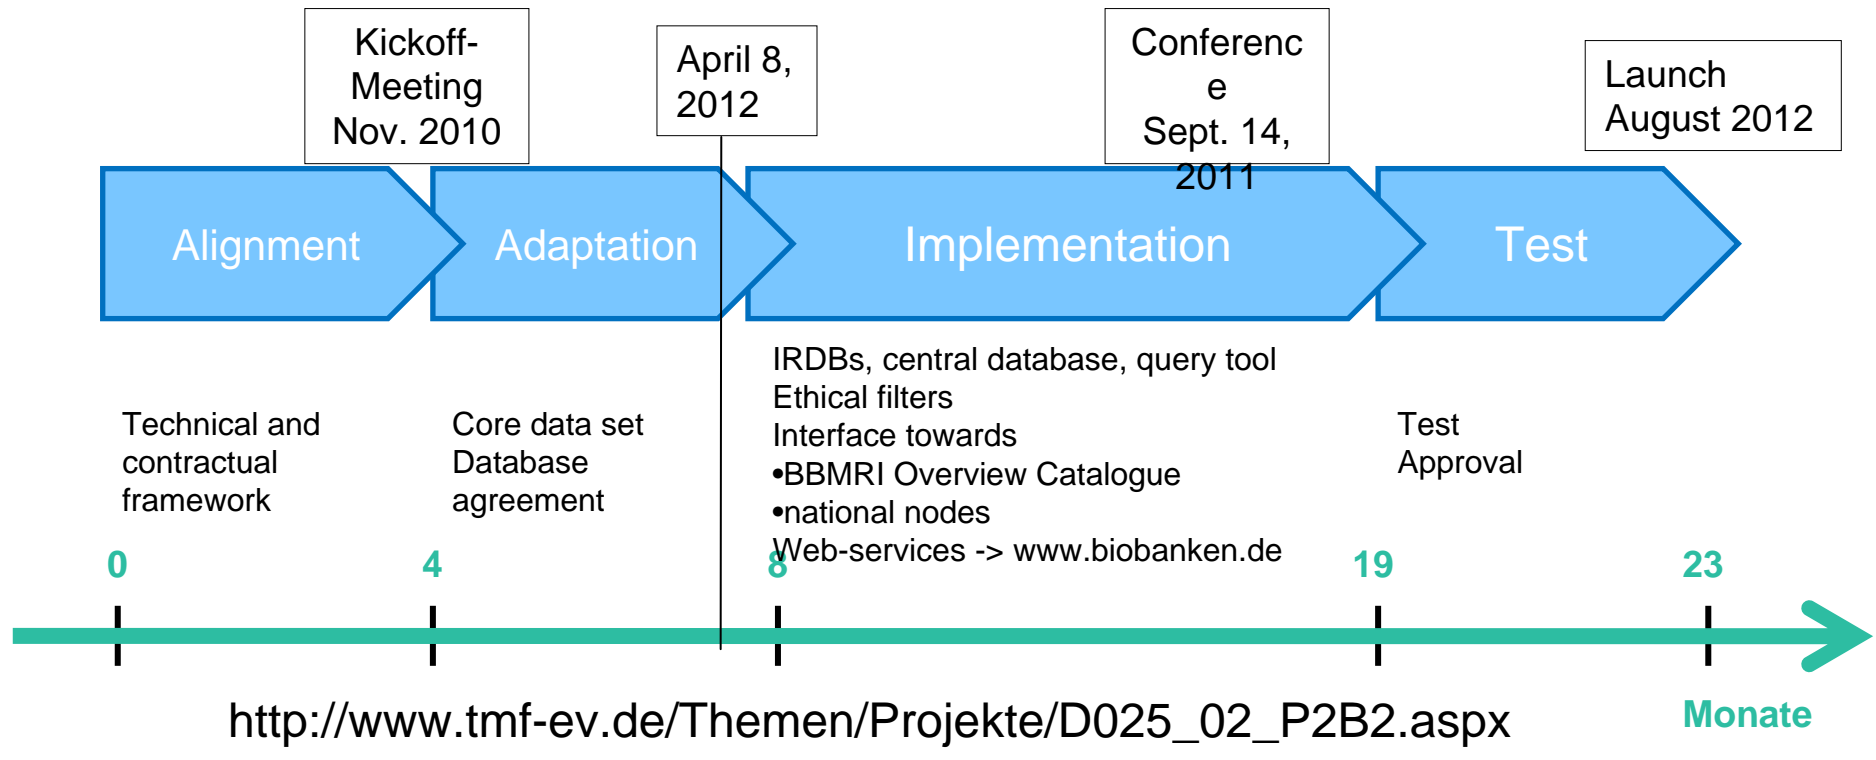 Kickoff-
Meeting
Nov. 2010
April 8,
2012
Conferenc
e
Sept. 14,
2011
Launch
August 2012
Alignment
Adaptation
Implementation
Test
Technical and
contractual
framework
Core data set
Database
agreement
IRDBs, central database, query tool
Ethical filters
Interface towards
•BBMRI Overview Catalogue
•national nodes
Web-services -> www.biobanken.de
Test
Approval
0
4
8
19
23
http://www.tmf-ev.de/Themen/Projekte/D025_02_P2B2.aspx
Monate